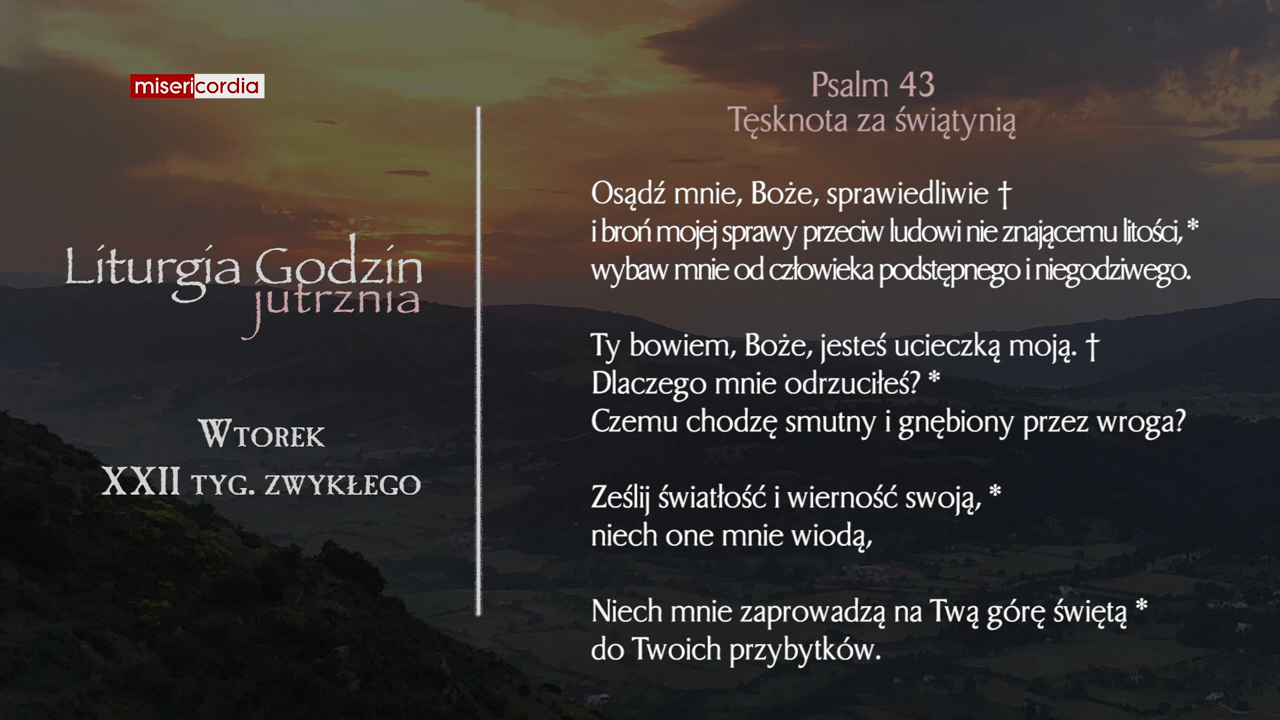 misericordia
Liturgia Godzin
jutrznia
Wtorek
XXII tyg. zwykłego
Psalm 43
Tęsknota za świątynią
Osądź mnie, Boże, sprawiedliwie †
i broń mojej sprawy przeciw ludowi nie znającemu litości, *
wybaw mnie od człowieka podstępnego i niegodziwego.
Ty bowiem, Boże, jesteś ucieczką moją. †
Dlaczego mnie odrzuciłeś? *
Czemu chodzę smutny i gnębiony przez wroga?
Ześlij światłość i wierność swoją, *
niech one mnie wiodą,
Niech mnie zaprowadzą na Twą górę świętą *
do Twoich przybytków.